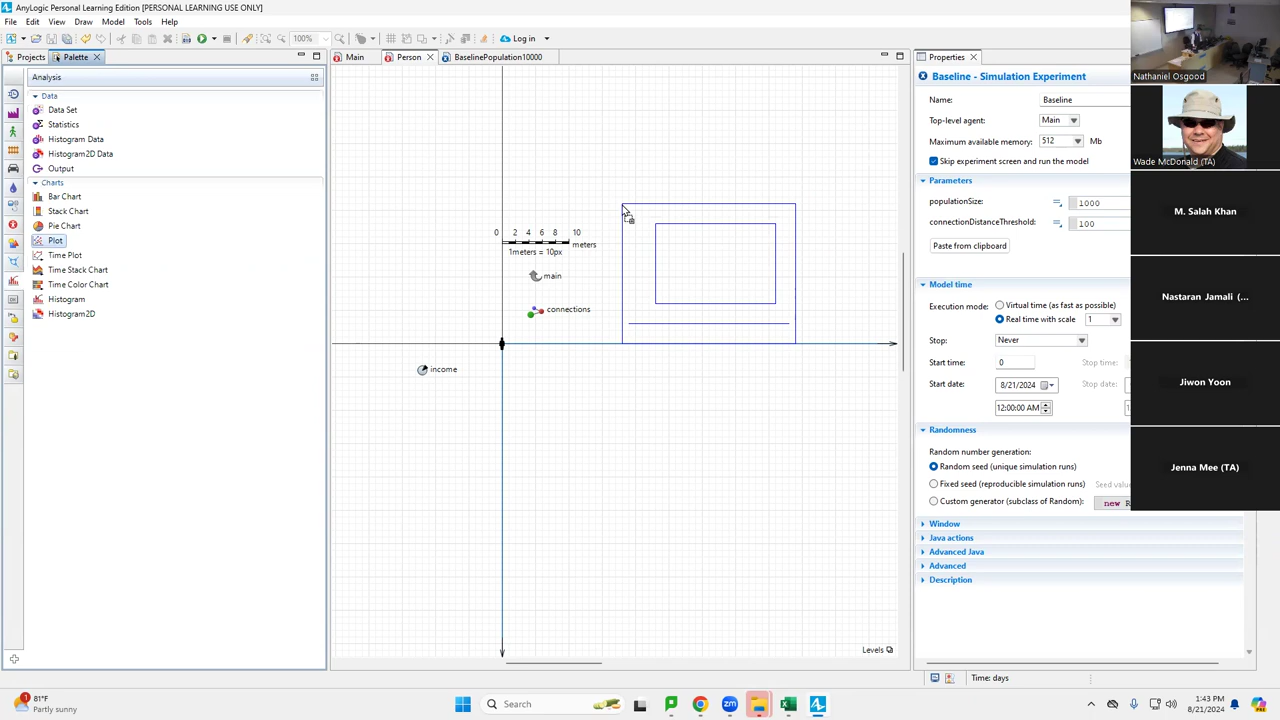 AnyLogic Personal Learning Edition [PERSONAL LEARNING USE ONLY]
File Edit View Draw Model Tools Help
100% Log in
Projects Palette
Main Person BaselinePopulation10000
Properties
Analysis
Data
Data Set
Statistics
Histogram Data
Histogram2D Data
Output
Charts
Bar Chart
Stack Chart
Pie Chart
Plot
Time Plot
Time Stack Chart
Time Color Chart
Histogram
Histogram2D
0 2 4 6 8 10
meters
1meters = 10px
main
connections
income
Levels
Baseline - Simulation Experiment
Name: Baseline
Top-level agent: Main
Maximum available memory: 512 Mb
Skip experiment screen and run the model
Parameters
populationSize: 1000
connectionDistanceThreshold: 100
Paste from clipboard
Model time
Execution mode: Virtual time (as fast as possible)
Real time with scale 1
Stop: Never
Start time: 0 Stop time:
Start date: 8/21/2024 Stop date:
12:00:00 AM
Randomness
Random number generation:
Random seed (unique simulation runs)
Fixed seed (reproducible simulation runs) Seed valu
Custom generator (subclass of Random): new R
Window
Java actions
Advanced Java
Advanced
Description
Time: days
Nathaniel Osgood
Wade McDonald (TA)
M. Salah Khan
Nastaran Jamali (...
Jiwon Yoon
Jenna Mee (TA)
1
81°F
Partly sunny
Search
1:43 PM
8/21/2024